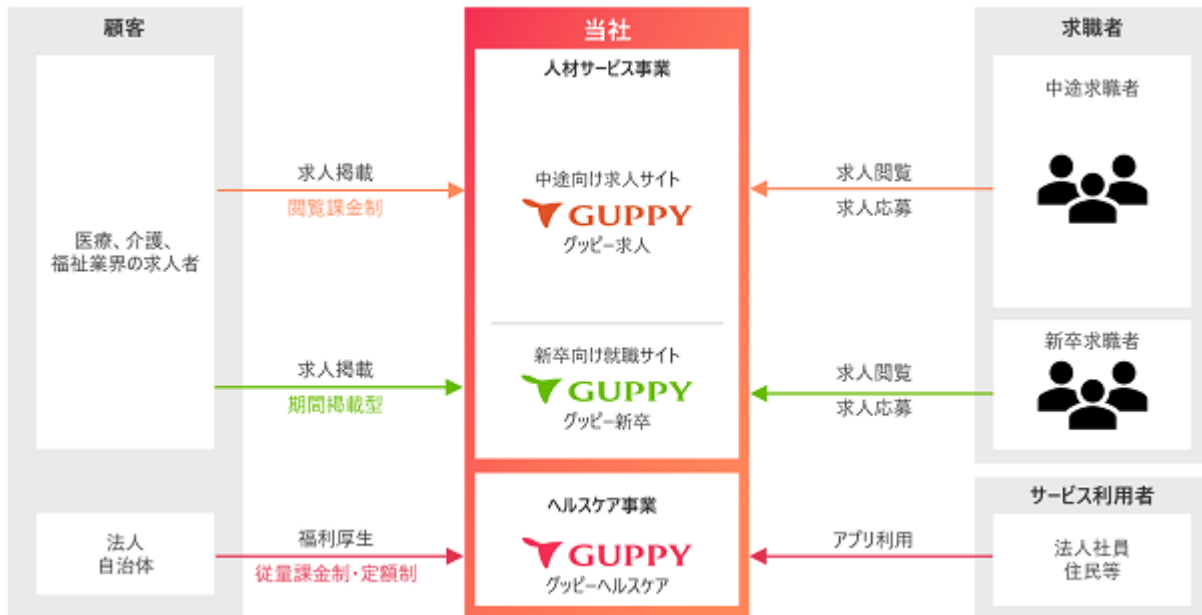 顧客
医療、介護、
福祉業界の求人者
法人
自治体
求人掲載
閲覧課金制
求人掲載
期間掲載型
福利厚生
従量課金制・定額制
当社
人材サービス事業
中途向け求人サイト
GUPPY
グッピー求人
新卒向け就職サイト
GUPPY
グッピー新卒
ヘルスケア事業
GUPPY
グッピーヘルスケア
求人閲覧
求人応募
求人閲覧
求人応募
アプリ利用
求職者
中途求職者
新卒求職者
サービス利用者
法人社員
住民等